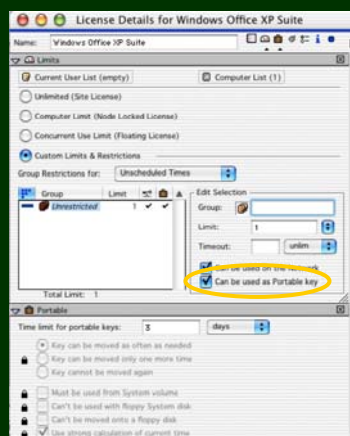 License Details for Windows Office XP Suite
Name: Windows Office XP Suite
Limits
Current User List (empty) Computer List (1)
Unlimited (Site License)
Computer Limit (Node Locked License)
Concurrent Use Limit (Floating License)
Custom Limits & Restrictions
Group Restrictions for: Unscheduled Times
Group Limit
Unrestricted 1
Edit Selection
Group:
Limit: 1
Timeout: unlim
Can be used on the network
Can be used as Portable key
Total Limit: 1
Portable
Time limit for portable keys: 3 days
Key can be moved as often as needed
Key can be moved only one more time
Key cannot be moved again
Must be used from System volume
Can't be used with floppy System disk
Can't be moved onto a floppy disk
Use strong calculation of current time